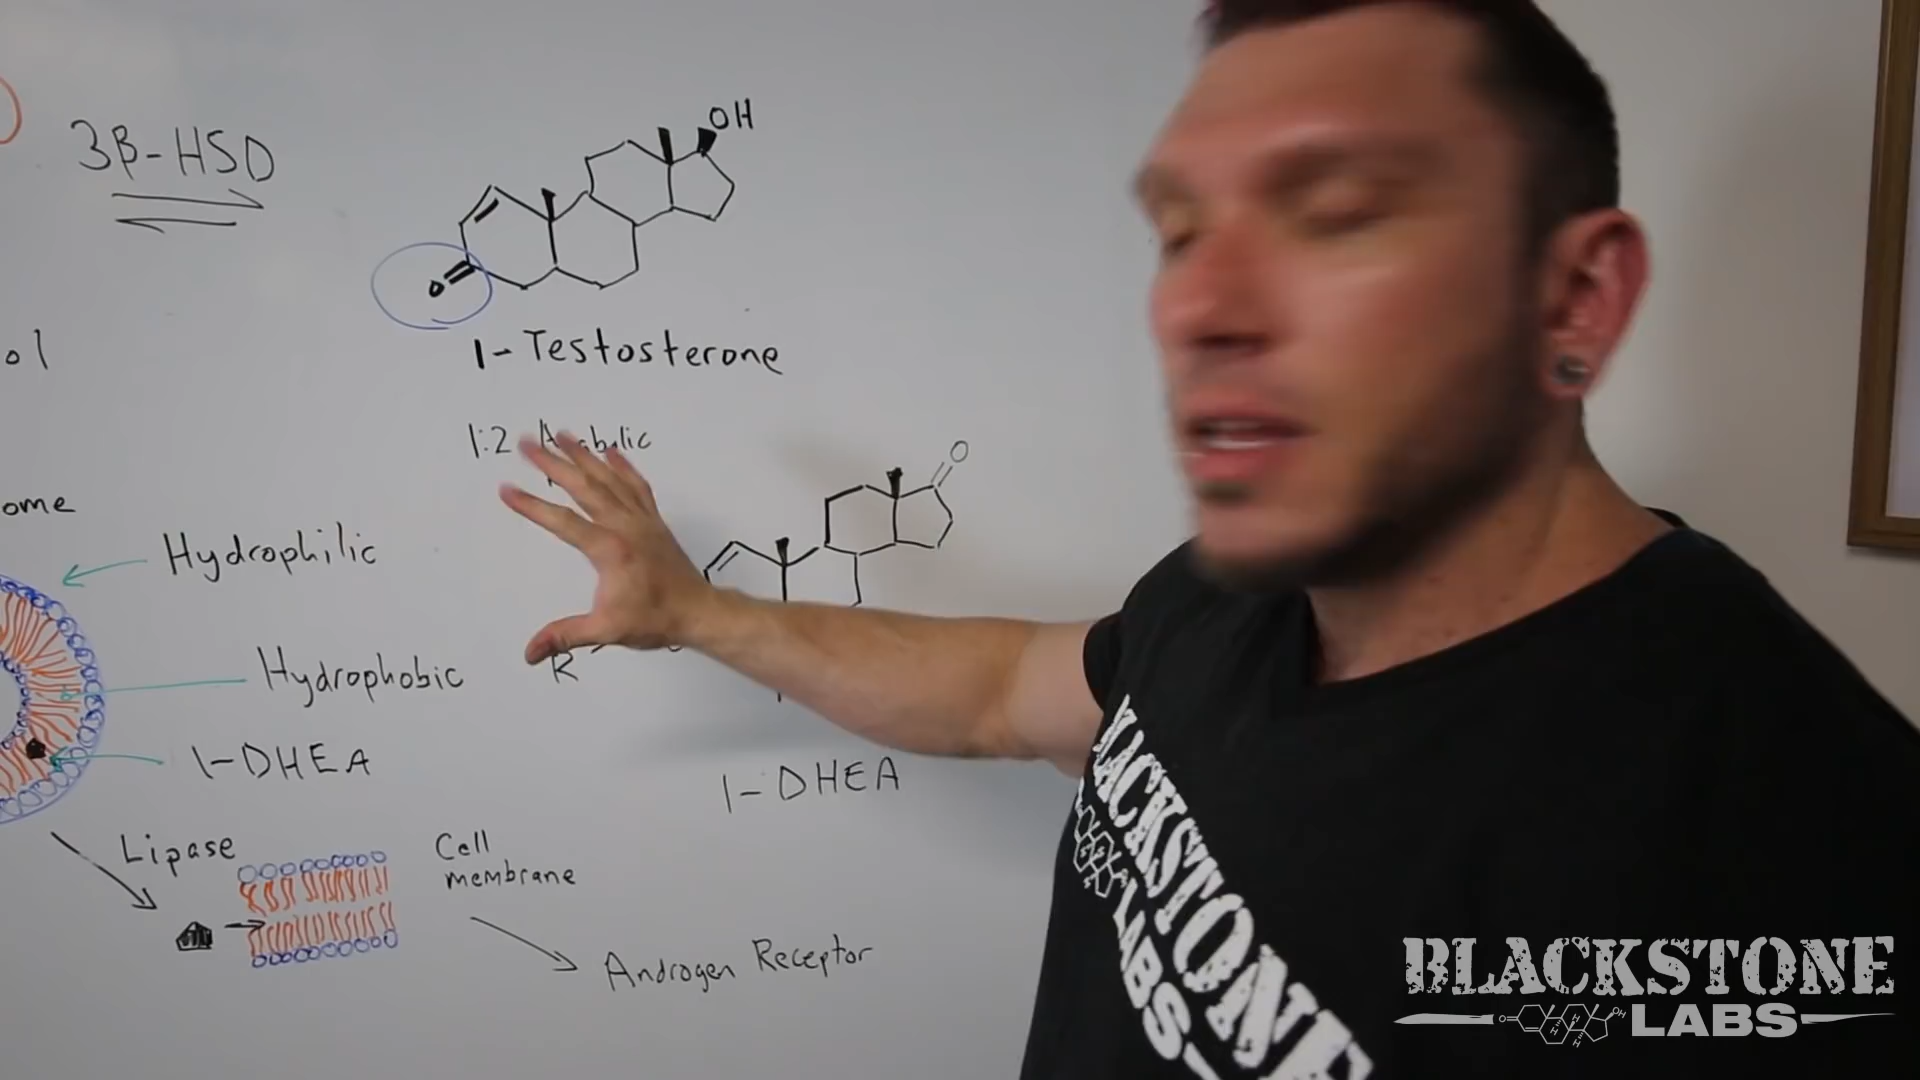 3β-HSD
OH
O
ol
1-Testosterone
1:2 Anabolic
O
ome
Hydrophilic
R
Hydrophobic
1-DHEA
1-DHEA
Lipase
Cell
membrane
Androgen Receptor
BLACKSTONE
LABS
BLACKSTONE
LABS